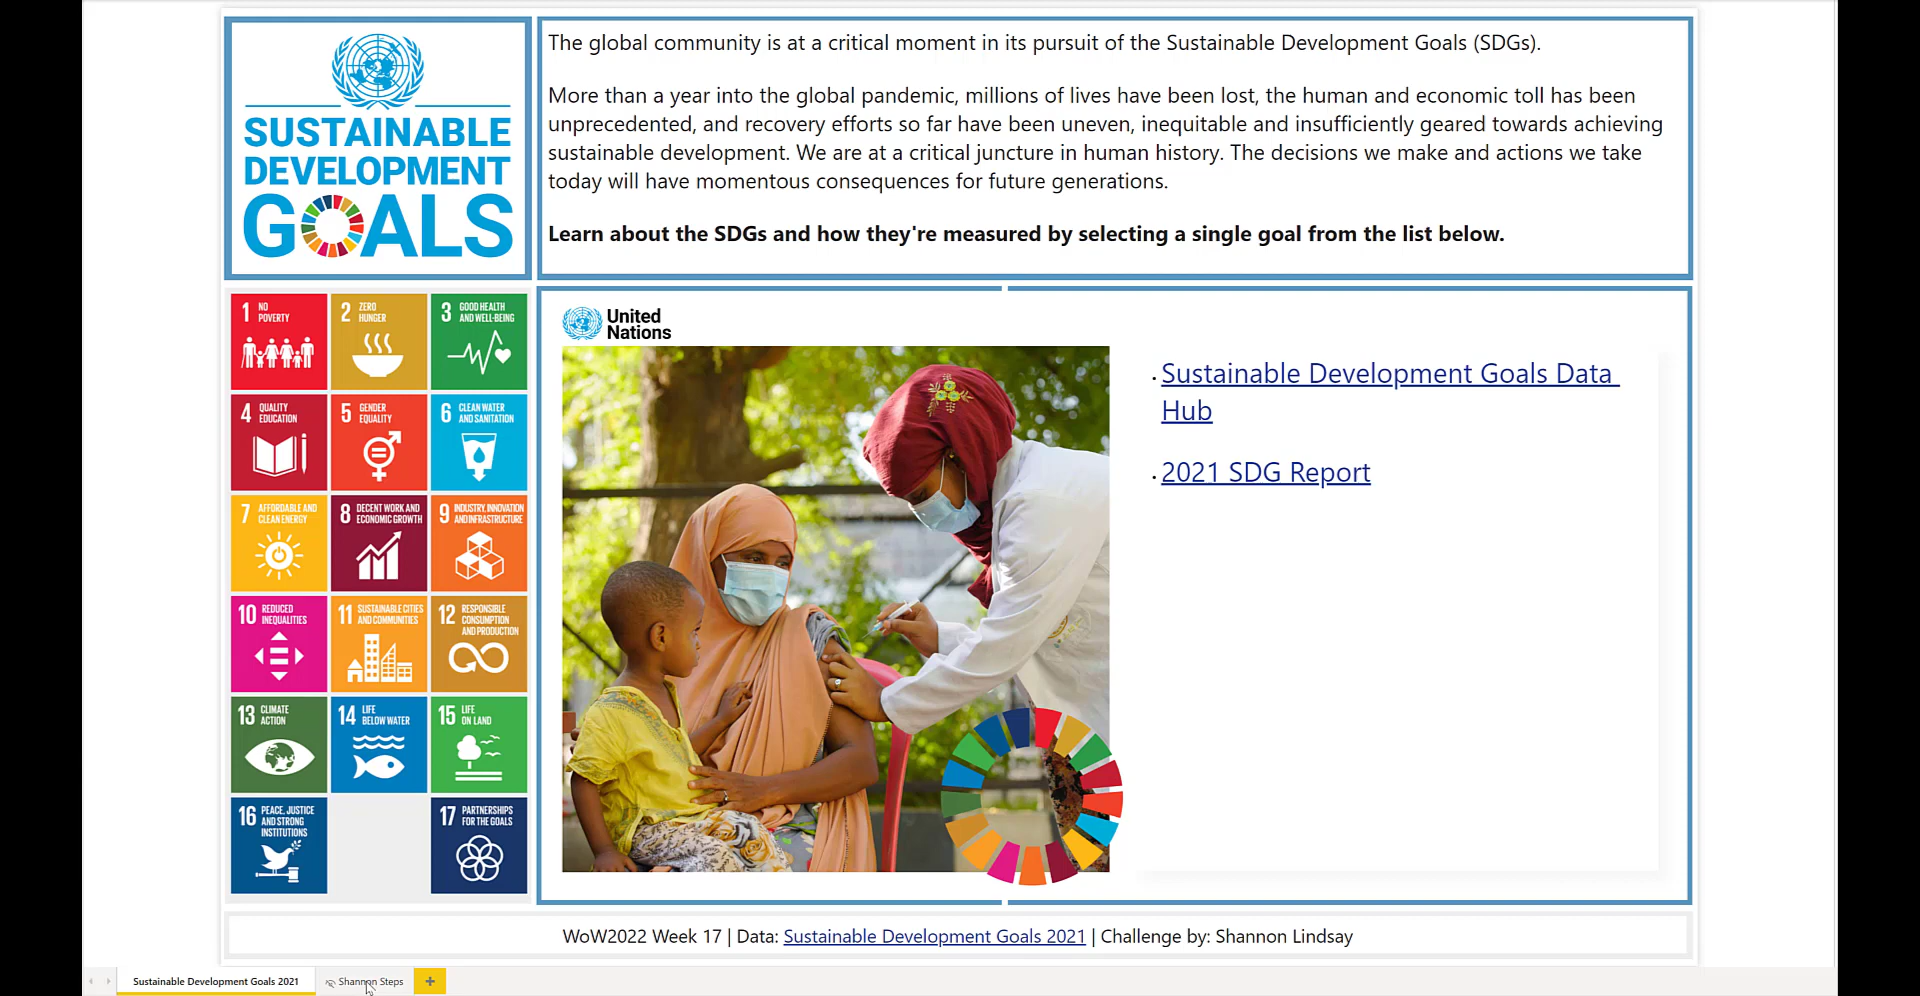 SUSTAINABLE
DEVELOPMENT
GOALS
The global community is at a critical moment in its pursuit of the Sustainable Development Goals (SDGs).
More than a year into the global pandemic, millions of lives have been lost, the human and economic toll has been
unprecedented, and recovery efforts so far have been uneven, inequitable and insufficiently geared towards achieving
sustainable development. We are at a critical juncture in human history. The decisions we make and actions we take
today will have momentous consequences for future generations.
Learn about the SDGs and how they're measured by selecting a single goal from the list below.
1 NO
POVERTY
2 ZERO
HUNGER
3 GOOD HEALTH
AND WELL-BEING
4 QUALITY
EDUCATION
5 GENDER
EQUALITY
6 CLEAN WATER
AND SANITATION
7 AFFORDABLE AND
CLEAN ENERGY
8 DECENT WORK AND
ECONOMIC GROWTH
9 INDUSTRY, INNOVATION
AND INFRASTRUCTURE
10 REDUCED
INEQUALITIES
11 SUSTAINABLE CITIES
AND COMMUNITIES
12 RESPONSIBLE
CONSUMPTION
AND PRODUCTION
13 CLIMATE
ACTION
14 LIFE
BELOW WATER
15 LIFE
ON LAND
16 PEACE, JUSTICE
AND STRONG
INSTITUTIONS
17 PARTNERSHIPS
FOR THE GOALS
United
Nations
· Sustainable Development Goals Data
Hub
· 2021 SDG Report
WoW2022 Week 17 | Data: Sustainable Development Goals 2021 | Challenge by: Shannon Lindsay
Sustainable Development Goals 2021
Shannon Steps
+